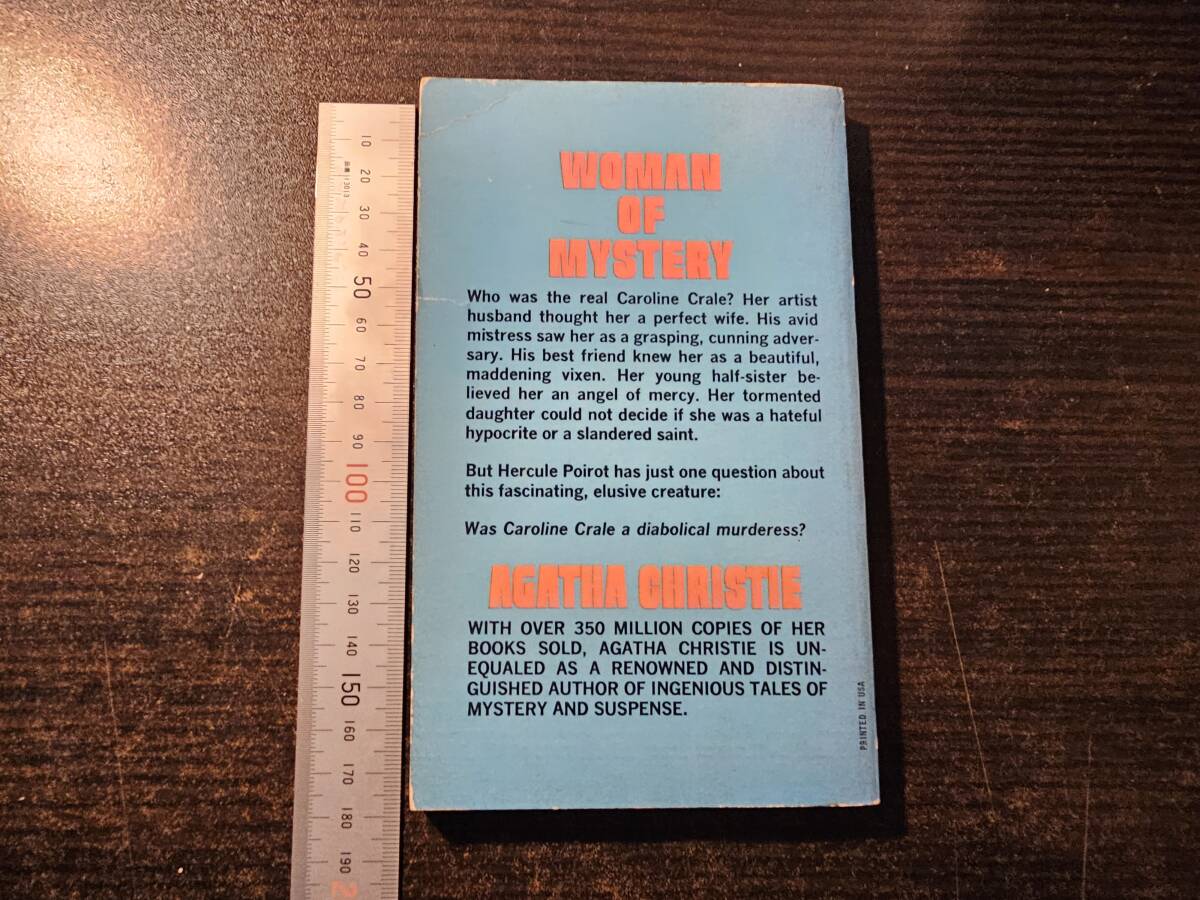 WOMAN
OF
MYSTERY
Who was the real Caroline Crale? Her artist
husband thought her a perfect wife. His avid
mistress saw her as a grasping, cunning adver-
sary. His best friend knew her as a beautiful,
maddening vixen. Her young half-sister be-
lieved her an angel of mercy. Her tormented
daughter could not decide if she was a hateful
hypocrite or a slandered saint.
But Hercule Poirot has just one question about
this fascinating, elusive creature:
Was Caroline Crale a diabolical murderess?
AGATHA CHRISTIE
WITH OVER 350 MILLION COPIES OF HER
BOOKS SOLD, AGATHA CHRISTIE IS UN-
EQUALED AS A RENOWNED AND DISTIN-
GUISHED AUTHOR OF INGENIOUS TALES OF
MYSTERY AND SUSPENSE.
PRINTED IN USA
10
20
30
40
50
60
70
80
90
100
110
120
130
140
150
160
170
180
190
2
13013